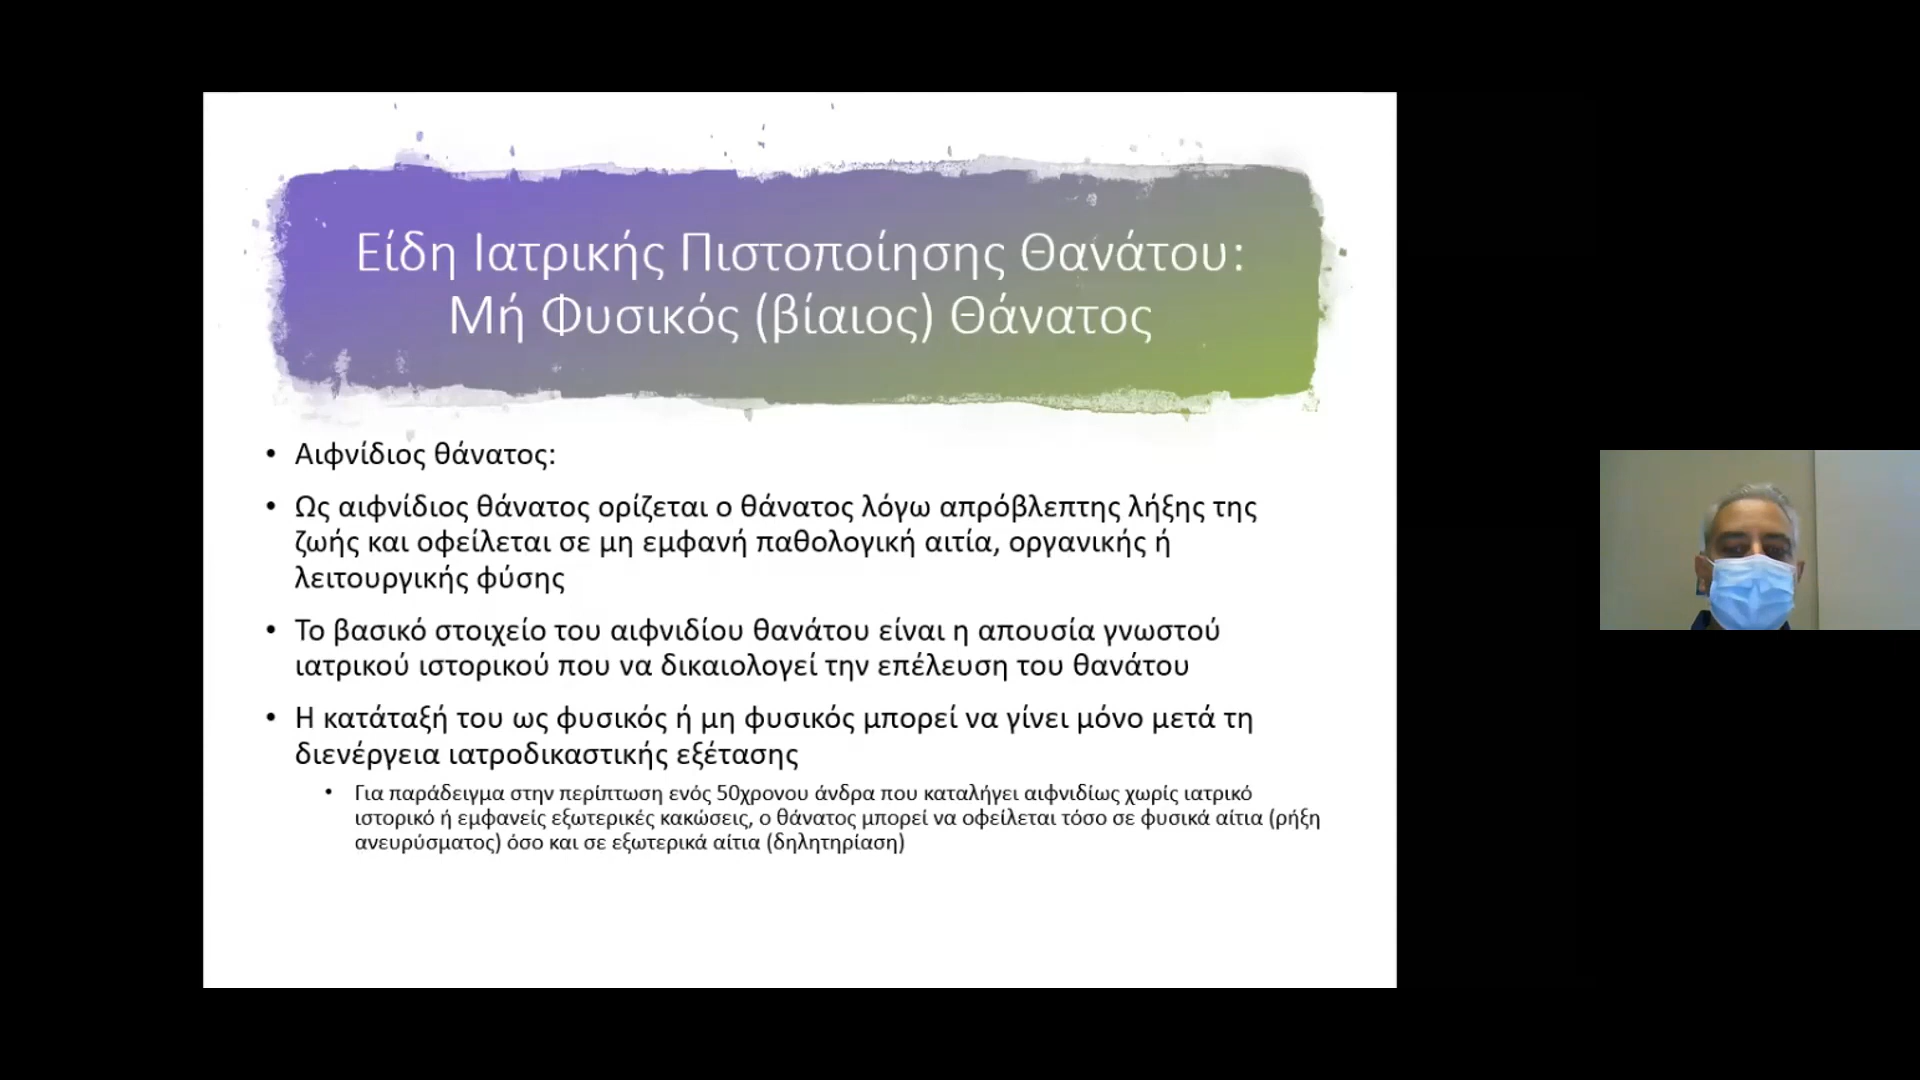 Είδη Ιατρικής Πιστοποίησης Θανάτου:
Μή Φυσικός (βίαιος) Θάνατος
• Αιφνίδιος θάνατος:
• Ως αιφνίδιος θάνατος ορίζεται ο θάνατος λόγω απρόβλεπτης λήξης της
ζωής και οφείλεται σε μη εμφανή παθολογική αιτία, οργανικής ή
λειτουργικής φύσης
• Το βασικό στοιχείο του αιφνιδίου θανάτου είναι η απουσία γνωστού
ιατρικού ιστορικού που να δικαιολογεί την επέλευση του θανάτου
• Η κατάταξή του ως φυσικός ή μη φυσικός μπορεί να γίνει μόνο μετά τη
διενέργεια ιατροδικαστικής εξέτασης
• Για παράδειγμα στην περίπτωση ενός 50χρονου άνδρα που καταλήγει αιφνιδίως χωρίς ιατρικό
ιστορικό ή εμφανείς εξωτερικές κακώσεις, ο θάνατος μπορεί να οφείλεται τόσο σε φυσικά αίτια (ρήξη
ανευρύσματος) όσο και σε εξωτερικά αίτια (δηλητηρίαση)